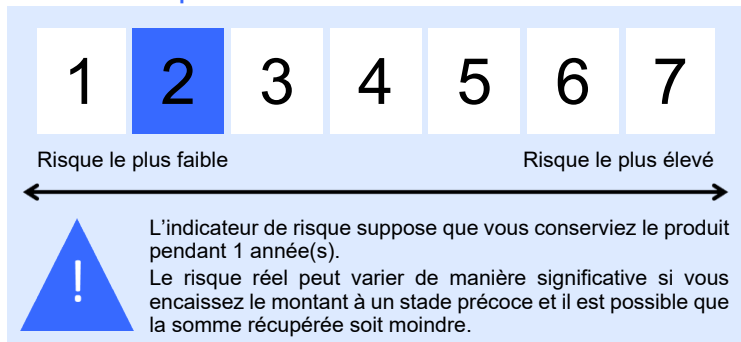 1 2 3 4 5 6 7
Risque le plus faible Risque le plus élevé
L'indicateur de risque suppose que vous conserviez le produit
pendant 1 année(s).
Le risque réel peut varier de manière significative si vous
encaissez le montant à un stade précoce et il est possible que
la somme récupérée soit moindre.
!